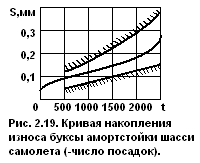 S,мм
0,3
0,2
0,1
500 1000 1500 2000 t
Рис. 2.19. Кривая накопления
износа буксы амортстойки шасси
самолета (-число посадок).